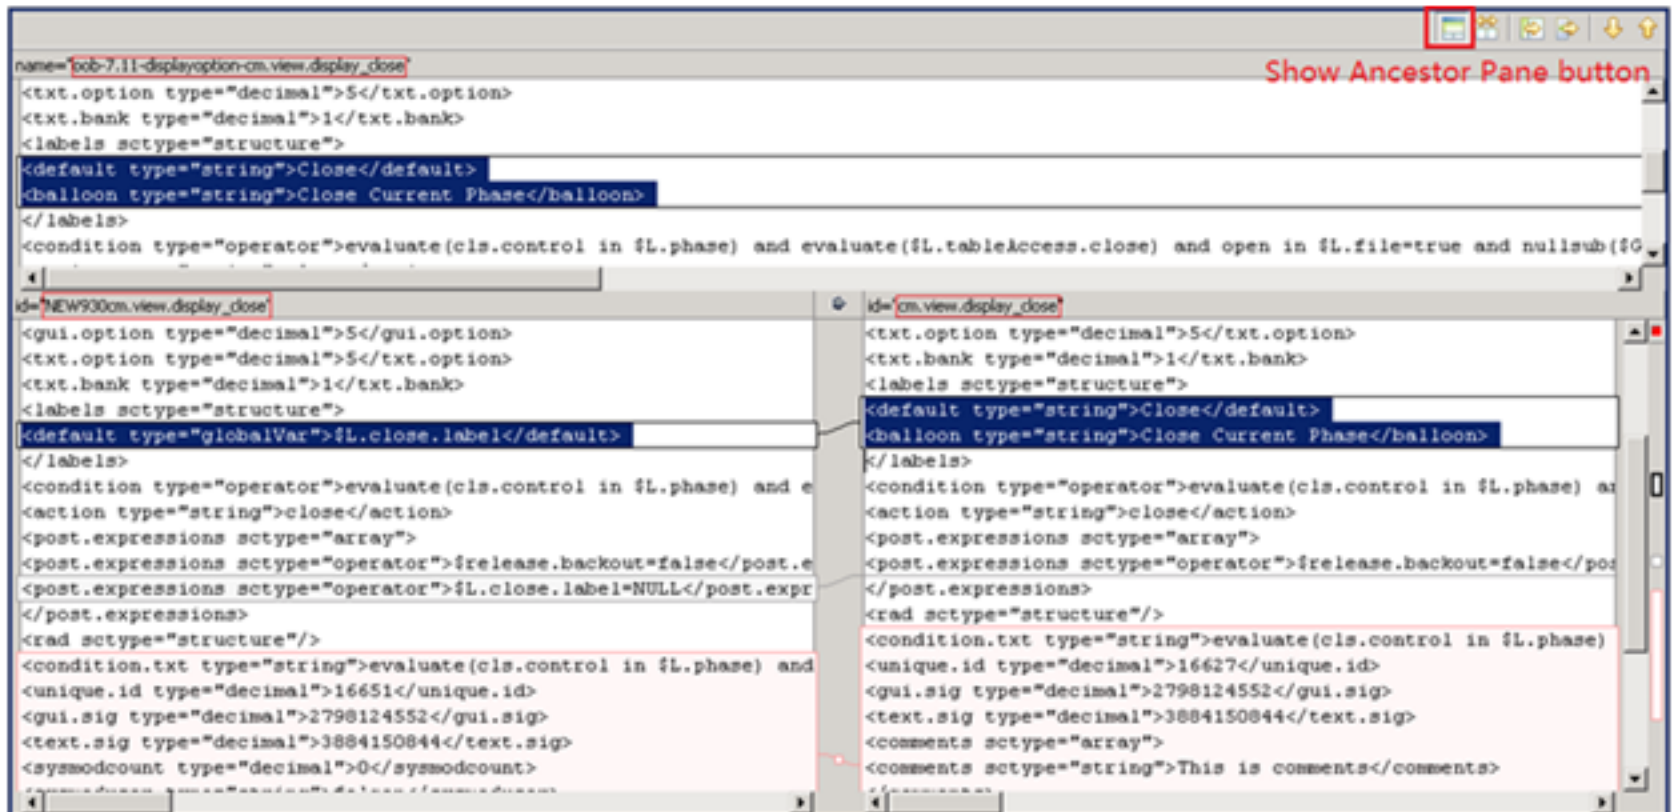 Show Ancestor Pane button
name="oob-7.11-displayoption-cm.view.display_close"
<txt.option type="decimal">5</txt.option>
<txt.bank type="decimal">1</txt.bank>
<labels sctype="structure">
<default type="string">Close</default>
<balloon type="string">Close Current Phase</balloon>
</labels>
<condition type="operator">evaluate(cls.control in $L.phase) and evaluate($L.tableAccess.close) and open in $L.file=true and nullsub($G
id="NEW930cm.view.display_close"
<gui.option type="decimal">5</gui.option>
<txt.option type="decimal">5</txt.option>
<txt.bank type="decimal">1</txt.bank>
<labels sctype="structure">
<default type="globalVar">$L.close.label</default>
</labels>
<condition type="operator">evaluate(cls.control in $L.phase) and e
<action type="string">close</action>
<post.expressions sctype="array">
<post.expressions sctype="operator">$release.backout=false</post.e
<post.expressions sctype="operator">$L.close.label=NULL</post.expr
</post.expressions>
<rad sctype="structure"/>
<condition.txt type="string">evaluate(cls.control in $L.phase) and
<unique.id type="decimal">16651</unique.id>
<gui.sig type="decimal">2798124552</gui.sig>
<text.sig type="decimal">3884150844</text.sig>
<sysmodcount type="decimal">0</sysmodcount>
id="cm.view.display_close"
<txt.option type="decimal">5</txt.option>
<txt.bank type="decimal">1</txt.bank>
<labels sctype="structure">
<default type="string">Close</default>
<balloon type="string">Close Current Phase</balloon>
</labels>
<condition type="operator">evaluate(cls.control in $L.phase) an
<action type="string">close</action>
<post.expressions sctype="array">
<post.expressions sctype="operator">$release.backout=false</pos
</post.expressions>
<rad sctype="structure"/>
<condition.txt type="string">evaluate(cls.control in $L.phase)
<unique.id type="decimal">16627</unique.id>
<gui.sig type="decimal">2798124552</gui.sig>
<text.sig type="decimal">3884150844</text.sig>
<comments sctype="array">
<comments sctype="string">This is comments</comments>